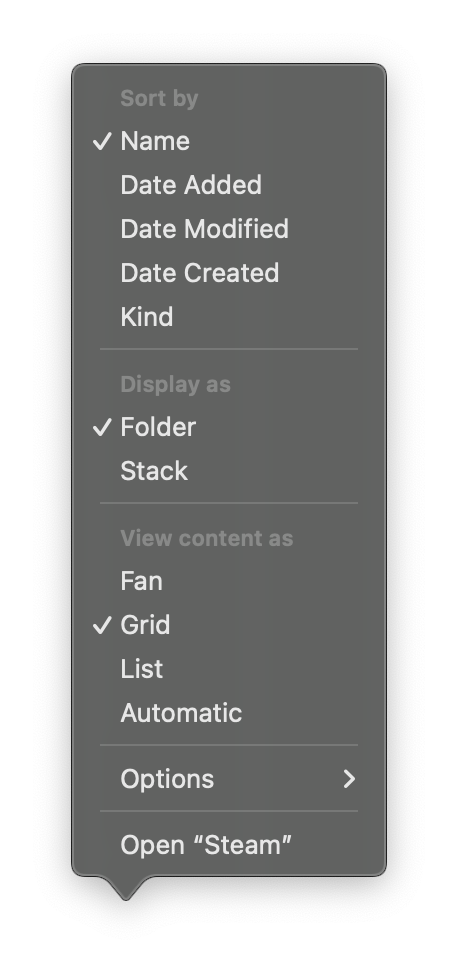 Sort by
Name
Date Added
Date Modified
Date Created
Kind
Display as
Folder
Stack
View content as
Fan
Grid
List
Automatic
Options
Open “Steam”